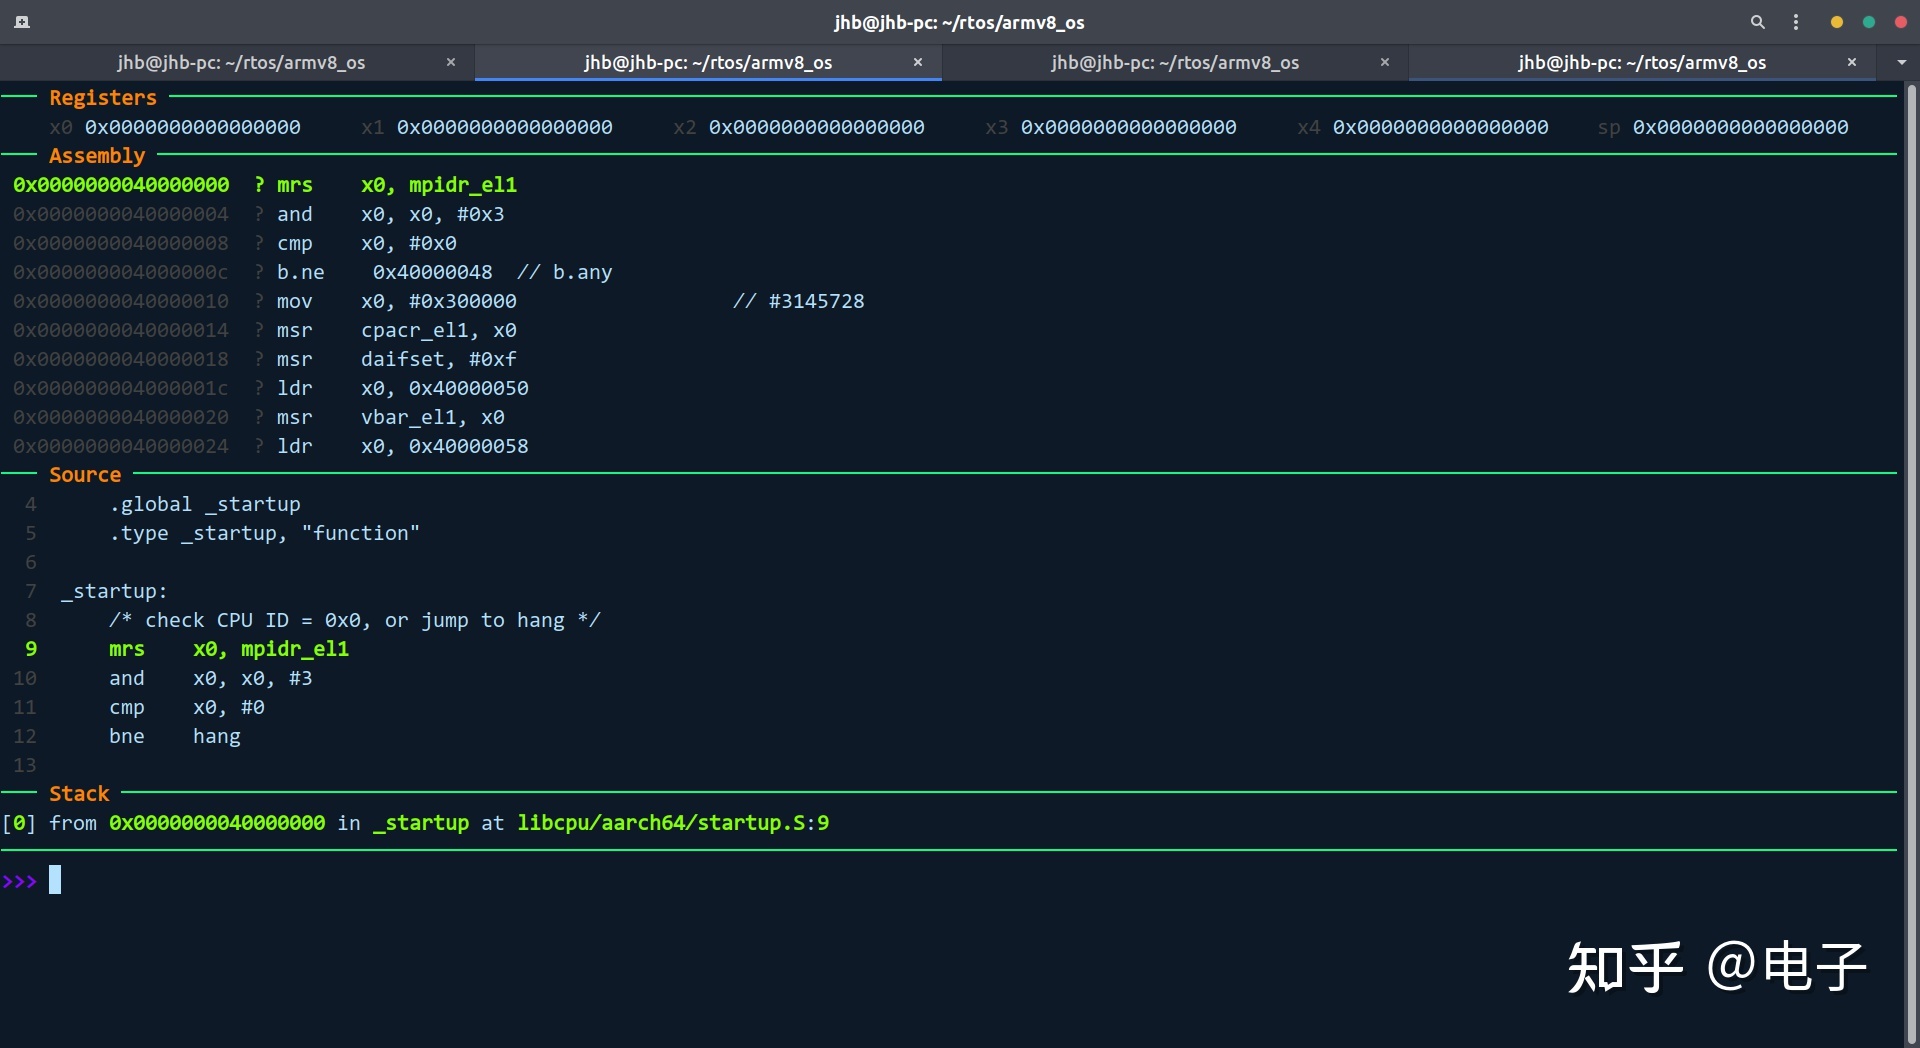 jhb@jhb-pc: ~/rtos/armv8_os
jhb@jhb-pc: ~/rtos/armv8_os × jhb@jhb-pc: ~/rtos/armv8_os × jhb@jhb-pc: ~/rtos/armv8_os × jhb@jhb-pc: ~/rtos/armv8_os ×
Registers
x0 0x0000000000000000 x1 0x0000000000000000 x2 0x0000000000000000 x3 0x0000000000000000 x4 0x0000000000000000 sp 0x0000000000000000
Assembly
0x0000000040000000 ? mrs x0, mpidr_el1
0x0000000040000004 ? and x0, x0, #0x3
0x0000000040000008 ? cmp x0, #0x0
0x000000004000000c ? b.ne 0x40000048 // b.any
0x0000000040000010 ? mov x0, #0x300000 // #3145728
0x0000000040000014 ? msr cpacr_el1, x0
0x0000000040000018 ? msr daifset, #0xf
0x000000004000001c ? ldr x0, 0x40000050
0x0000000040000020 ? msr vbar_el1, x0
0x0000000040000024 ? ldr x0, 0x40000058
Source
4 .global _startup
5 .type _startup, "function"
6
7 _startup:
8 /* check CPU ID = 0x0, or jump to hang */
9 mrs x0, mpidr_el1
10 and x0, x0, #3
11 cmp x0, #0
12 bne hang
13
Stack
[0] from 0x0000000040000000 in _startup at libcpu/aarch64/startup.S:9
>>>
知乎 @电子